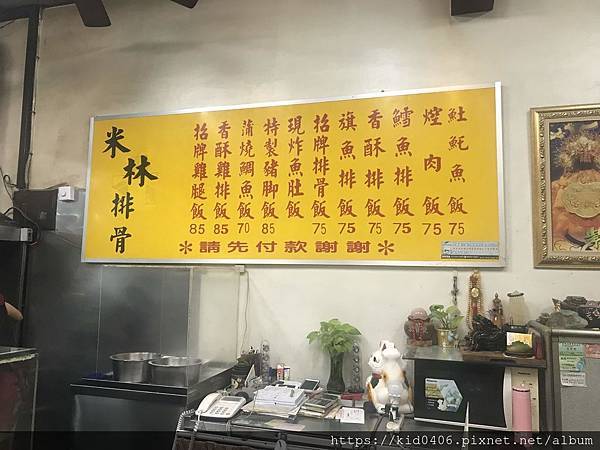 米林排骨
招牌雞腿飯 85
香酥雞排飯 85
蒲燒鯛魚飯 70
特製豬腳飯 85
現炸魚肚飯
招牌排骨飯 75
旗魚排飯 75
香酥排飯 75
鱈魚排飯 75
焢肉飯 75
𩵚魠魚飯 75
＊請先付款謝謝＊
https://kid0406.pixnet.net/album